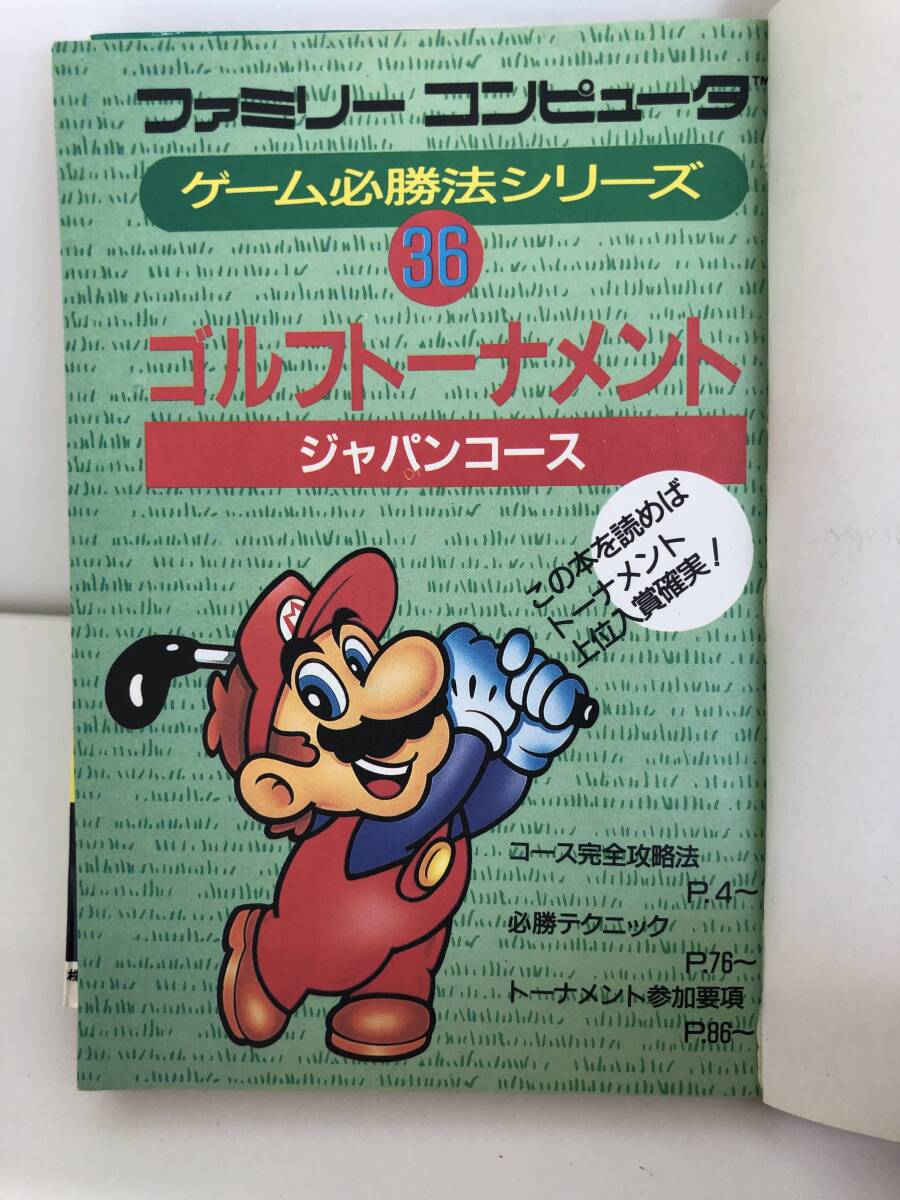 ファミリー コンピュータ™
ゲーム必勝法シリーズ
36
ゴルフトーナメント
ジャパンコース
この本を読めば
トーナメント
上位入賞確実!
M
コース完全攻略法
P.4～
必勝テクニック
P.76～
トーナメント参加要項
P.86～
株